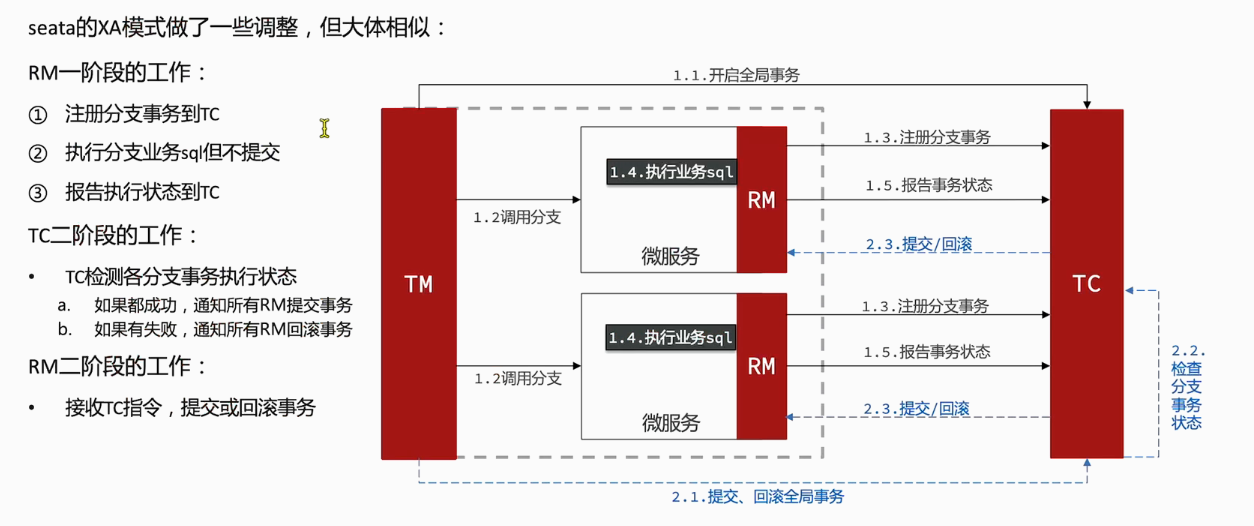 seata的XA模式做了一些调整，但大体相似：
RM一阶段的工作：
① 注册分支事务到TC
② 执行分支业务sql但不提交
③ 报告执行状态到TC
TC二阶段的工作：
• TC检测各分支事务执行状态
a. 如果都成功，通知所有RM提交事务
b. 如果有失败，通知所有RM回滚事务
RM二阶段的工作：
• 接收TC指令，提交或回滚事务
1.1.开启全局事务
TM
1.2调用分支
1.4.执行业务sql
RM
微服务
1.3.注册分支事务
1.5.报告事务状态
2.3.提交/回滚
1.2调用分支
1.4.执行业务sql
RM
微服务
1.3.注册分支事务
1.5.报告事务状态
2.3.提交/回滚
TC
2.2.
检查
分支
事务
状态
2.1.提交、回滚全局事务